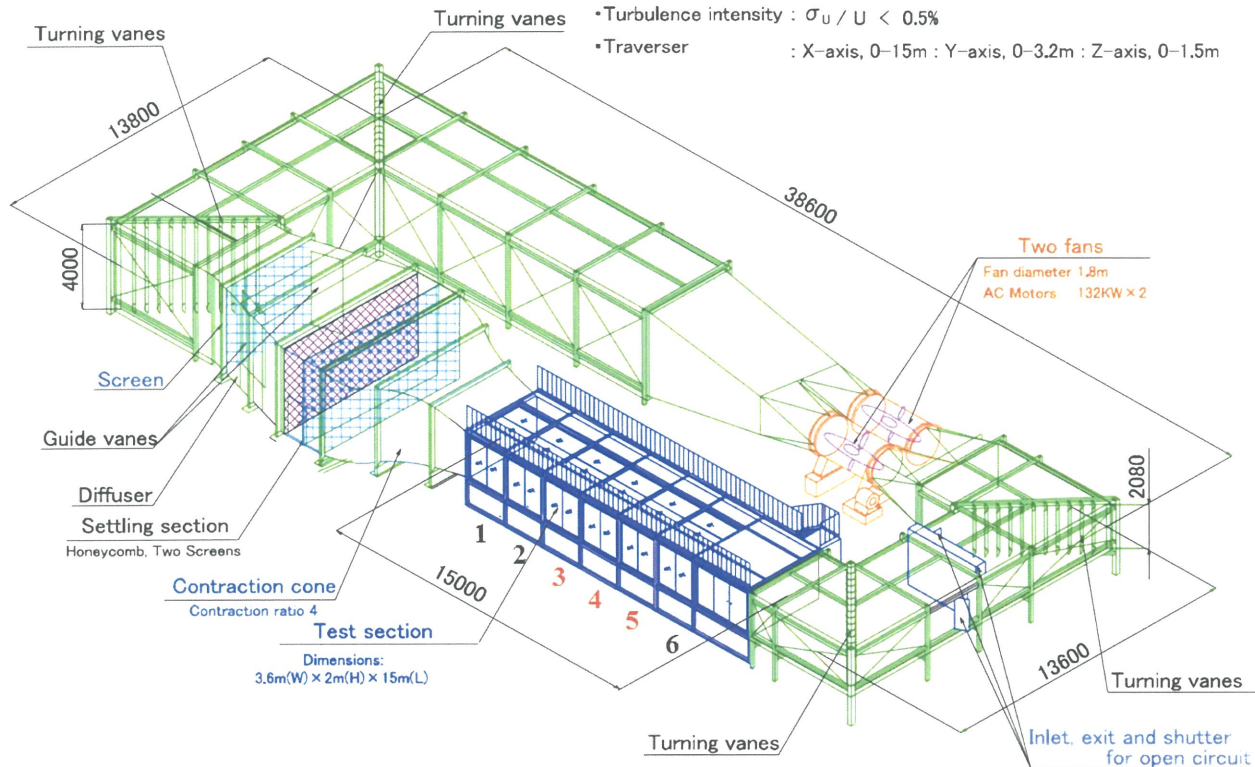 Turning vanes
Turning vanes
•Turbulence intensity : σU / U < 0.5%
•Traverser : X-axis, 0-15m : Y-axis, 0-3.2m : Z-axis, 0-1.5m
13800
38600
4000
Two fans
Fan diameter 1.8m
AC Motors 132KW×2
Screen
Guide vanes
Diffuser
Settling section
Honeycomb, Two Screens
2080
Contraction cone
Contraction ratio 4
15000
Test section
Dimensions:
3.6m(W)×2m(H)×15m(L)
1
2
3
4
5
6
13600
Turning vanes
Turning vanes
Inlet, exit and shutter
for open circuit